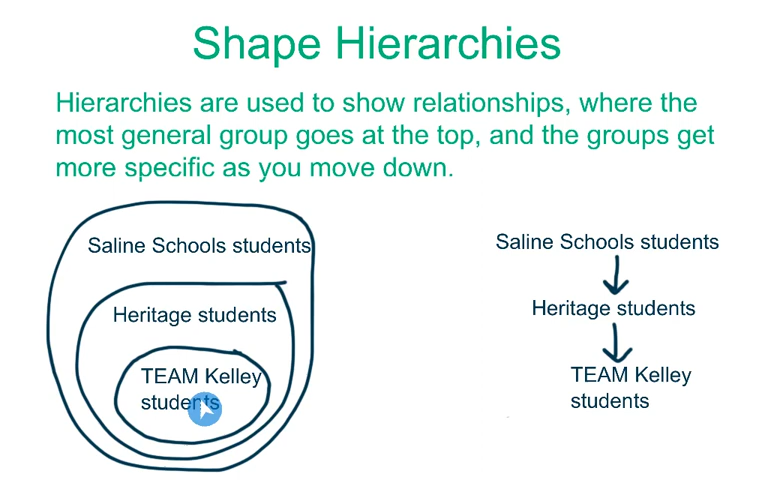 Shape Hierarchies
Hierarchies are used to show relationships, where the
most general group goes at the top, and the groups get
more specific as you move down.
Saline Schools students
Heritage students
TEAM Kelley
students
Saline Schools students
Heritage students
TEAM Kelley
students